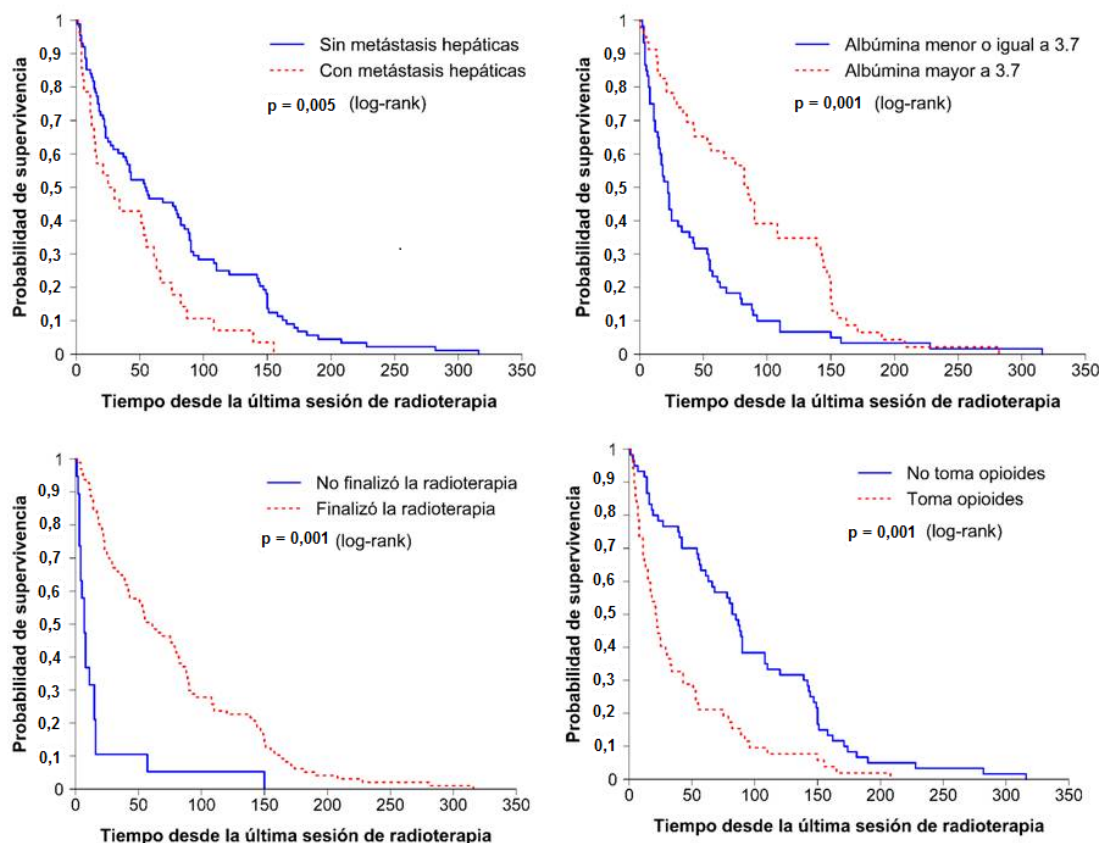 Probabilidad de supervivencia
1
0,9
0,8
0,7
0,6
0,5
0,4
0,3
0,2
0,1
0
Sin metástasis hepáticas
Con metástasis hepáticas
p = 0,005 (log-rank)
0 50 100 150 200 250 300 350
Tiempo desde la última sesión de radioterapia
Probabilidad de supervivencia
1
0,9
0,8
0,7
0,6
0,5
0,4
0,3
0,2
0,1
0
Albúmina menor o igual a 3.7
Albúmina mayor a 3.7
p = 0,001 (log-rank)
0 50 100 150 200 250 300 350
Tiempo desde la última sesión de radioterapia
Probabilidad de supervivencia
1
0,9
0,8
0,7
0,6
0,5
0,4
0,3
0,2
0,1
0
No finalizó la radioterapia
Finalizó la radioterapia
p = 0,001 (log-rank)
0 50 100 150 200 250 300 350
Tiempo desde la última sesión de radioterapia
Probabilidad de supervivencia
1
0,9
0,8
0,7
0,6
0,5
0,4
0,3
0,2
0,1
0
No toma opioides
Toma opioides
p = 0,001 (log-rank)
0 50 100 150 200 250 300 350
Tiempo desde la última sesión de radioterapia